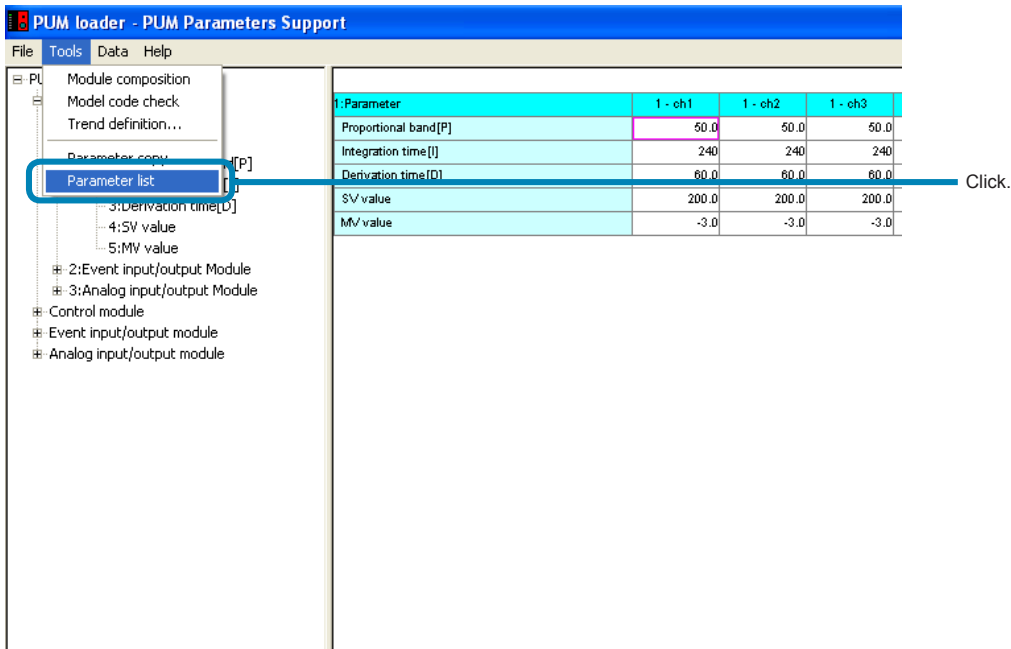 PUM loader - PUM Parameters Support
File Tools Data Help
Module composition
Model code check
Trend definition...
Parameter copy
Parameter list
Click.
[P]
3:Derivation time[D]
4:SV value
5:MV value
2:Event input/output Module
3:Analog input/output Module
Control module
Event input/output module
Analog input/output module
1:Parameter 1 - ch1 1 - ch2 1 - ch3
Proportional band[P] 50.0 50.0 50.0
Integration time[I] 240 240 240
Derivation time[D] 60.0 60.0 60.0
SV value 200.0 200.0 200.0
MV value -3.0 -3.0 -3.0